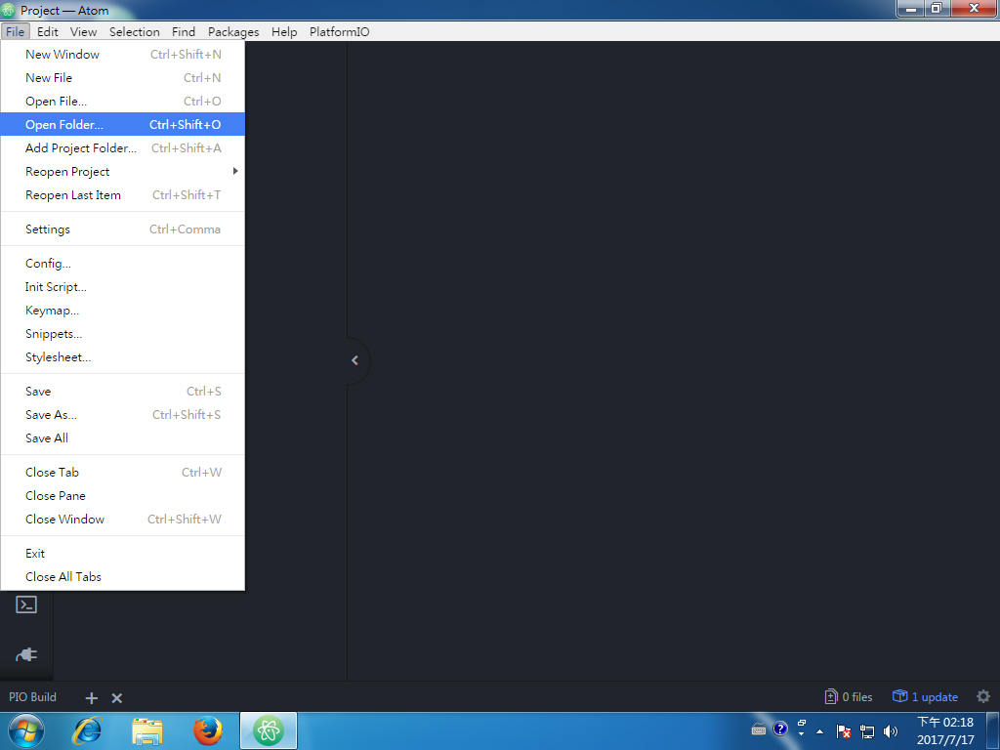 Project — Atom
File Edit View Selection Find Packages Help PlatformIO
New Window Ctrl+Shift+N
New File Ctrl+N
Open File... Ctrl+O
Open Folder... Ctrl+Shift+O
Add Project Folder... Ctrl+Shift+A
Reopen Project
Reopen Last Item Ctrl+Shift+T
Settings Ctrl+Comma
Config...
Init Script...
Keymap...
Snippets...
Stylesheet...
Save Ctrl+S
Save As... Ctrl+Shift+S
Save All
Close Tab Ctrl+W
Close Pane
Close Window Ctrl+Shift+W
Exit
Close All Tabs
PIO Build 0 files 1 update
下午 02:18
2017/7/17